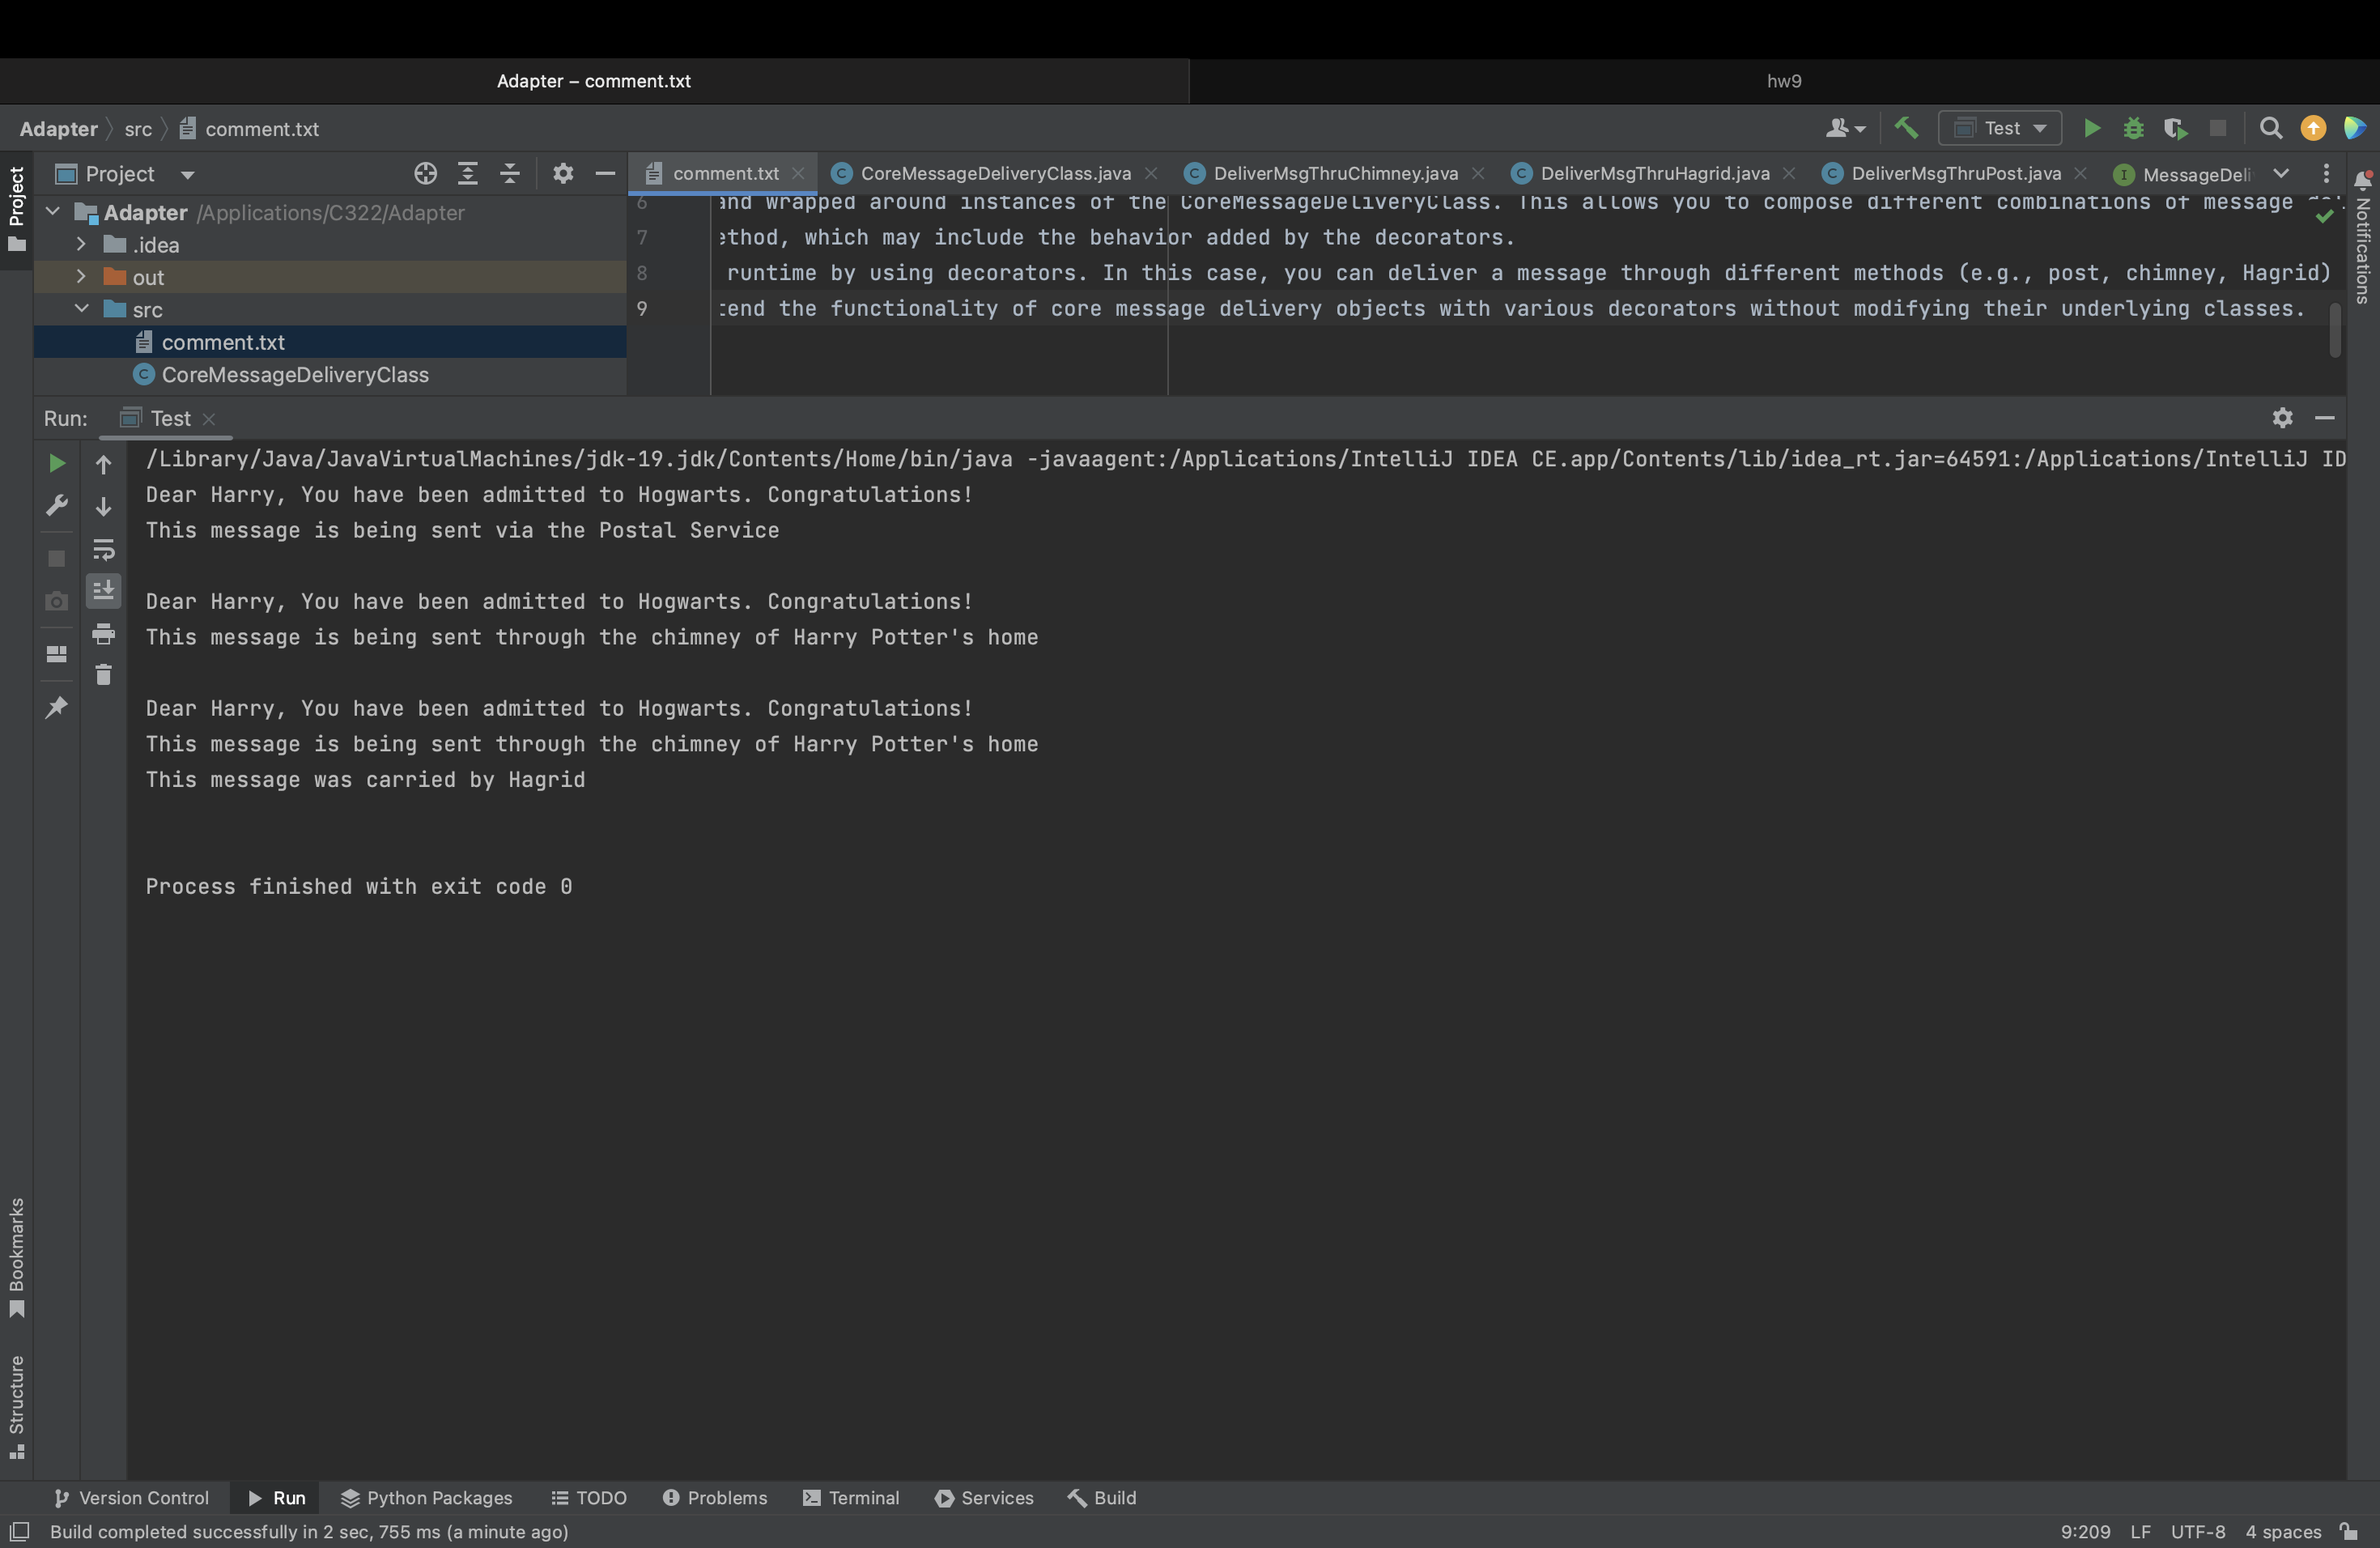 Adapter – comment.txt
hw9
Adapter src comment.txt
Test
Project
Project
comment.txt CoreMessageDeliveryClass.java DeliverMsgThruChimney.java DeliverMsgThruHagrid.java DeliverMsgThruPost.java MessageDeli
Notifications
Adapter /Applications/C322/Adapter
.idea
out
src
comment.txt
CoreMessageDeliveryClass
6 and wrapped around instances of the CoreMessageDeliveryClass. This allows you to compose different combinations of message
7 ethod, which may include the behavior added by the decorators.
8 runtime by using decorators. In this case, you can deliver a message through different methods (e.g., post, chimney, Hagrid)
9 tend the functionality of core message delivery objects with various decorators without modifying their underlying classes.
Run: Test
/Library/Java/JavaVirtualMachines/jdk-19.jdk/Contents/Home/bin/java -javaagent:/Applications/IntelliJ IDEA CE.app/Contents/lib/idea_rt.jar=64591:/Applications/IntelliJ ID
Dear Harry, You have been admitted to Hogwarts. Congratulations!
This message is being sent via the Postal Service
Dear Harry, You have been admitted to Hogwarts. Congratulations!
This message is being sent through the chimney of Harry Potter's home
Dear Harry, You have been admitted to Hogwarts. Congratulations!
This message is being sent through the chimney of Harry Potter's home
This message was carried by Hagrid
Process finished with exit code 0
Bookmarks
Structure
Version Control Run Python Packages TODO Problems Terminal Services Build
Build completed successfully in 2 sec, 755 ms (a minute ago)
9:209 LF UTF-8 4 spaces